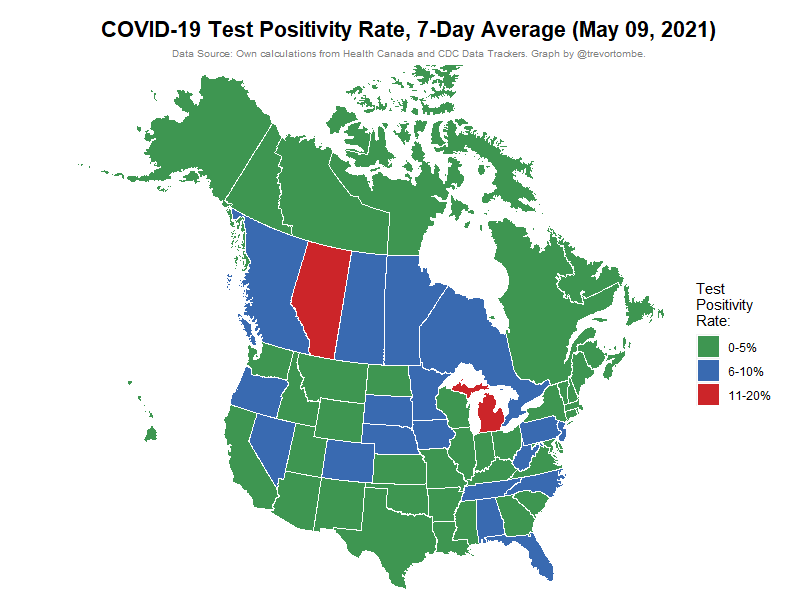 COVID-19 Test Positivity Rate, 7-Day Average (May 09, 2021)
Data Source: Own calculations from Health Canada and CDC Data Trackers. Graph by @trevortombe.
Test
Positivity
Rate:
0-5%
6-10%
11-20%